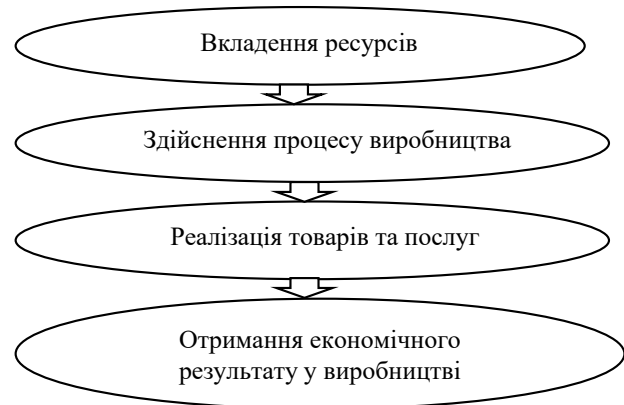 Вкладення ресурсів
Здійснення процесу виробництва
Реалізація товарів та послуг
Отримання економічного
результату у виробництві